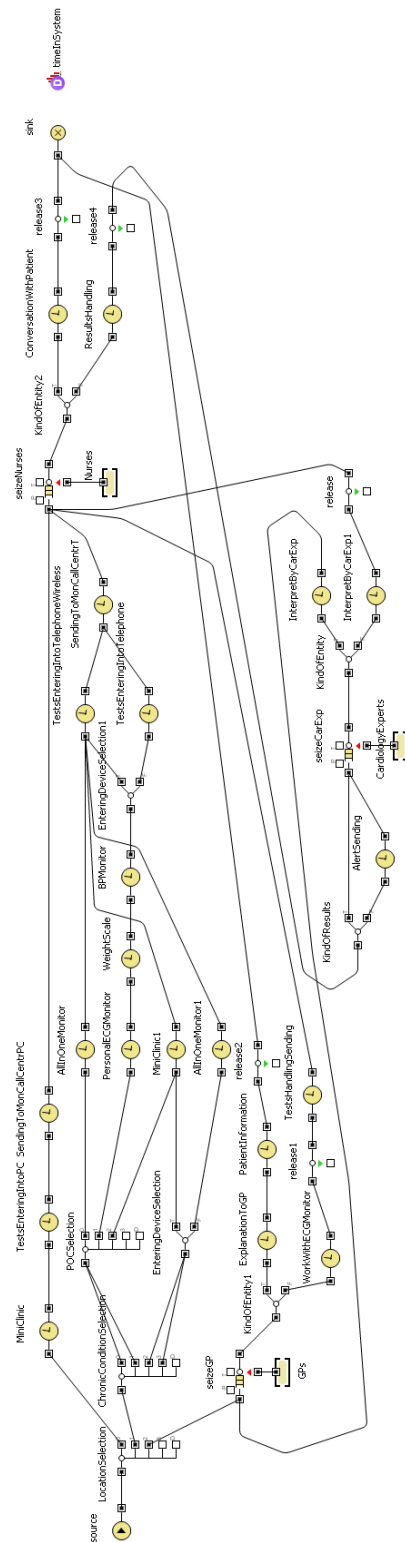 source
LocationSelection
MiniClinic
TestsEnteringIntoPC
SendingToMonCallCentrPC
ChronicConditionSelection
POCSelection
EnteringDeviceSelection
AllInOneMonitor
PersonalECGMonitor
MiniClinic1
AllInOneMonitor1
WeightScale
BPMonitor
EnteringDeviceSelection1
TestsEnteringIntoTelephoneWireless
TestsEnteringIntoTelephone
SendingToMonCallCentrT
seizeNurses
Nurses
KindOfEntity2
ConversationWithPatient
ResultsHandling
release3
release4
sink
timeInSystem
seizeGP
GPs
KindOfEntity1
ExplanationToGP
PatientInformation
release2
WorkWithECGMonitor
release1
TestsHandlingSending
KindOfResults
AlertSending
seizeCarExp
CardiologyExperts
KindOfEntity
InterpretByCarExp
InterpretByCarExp1
release